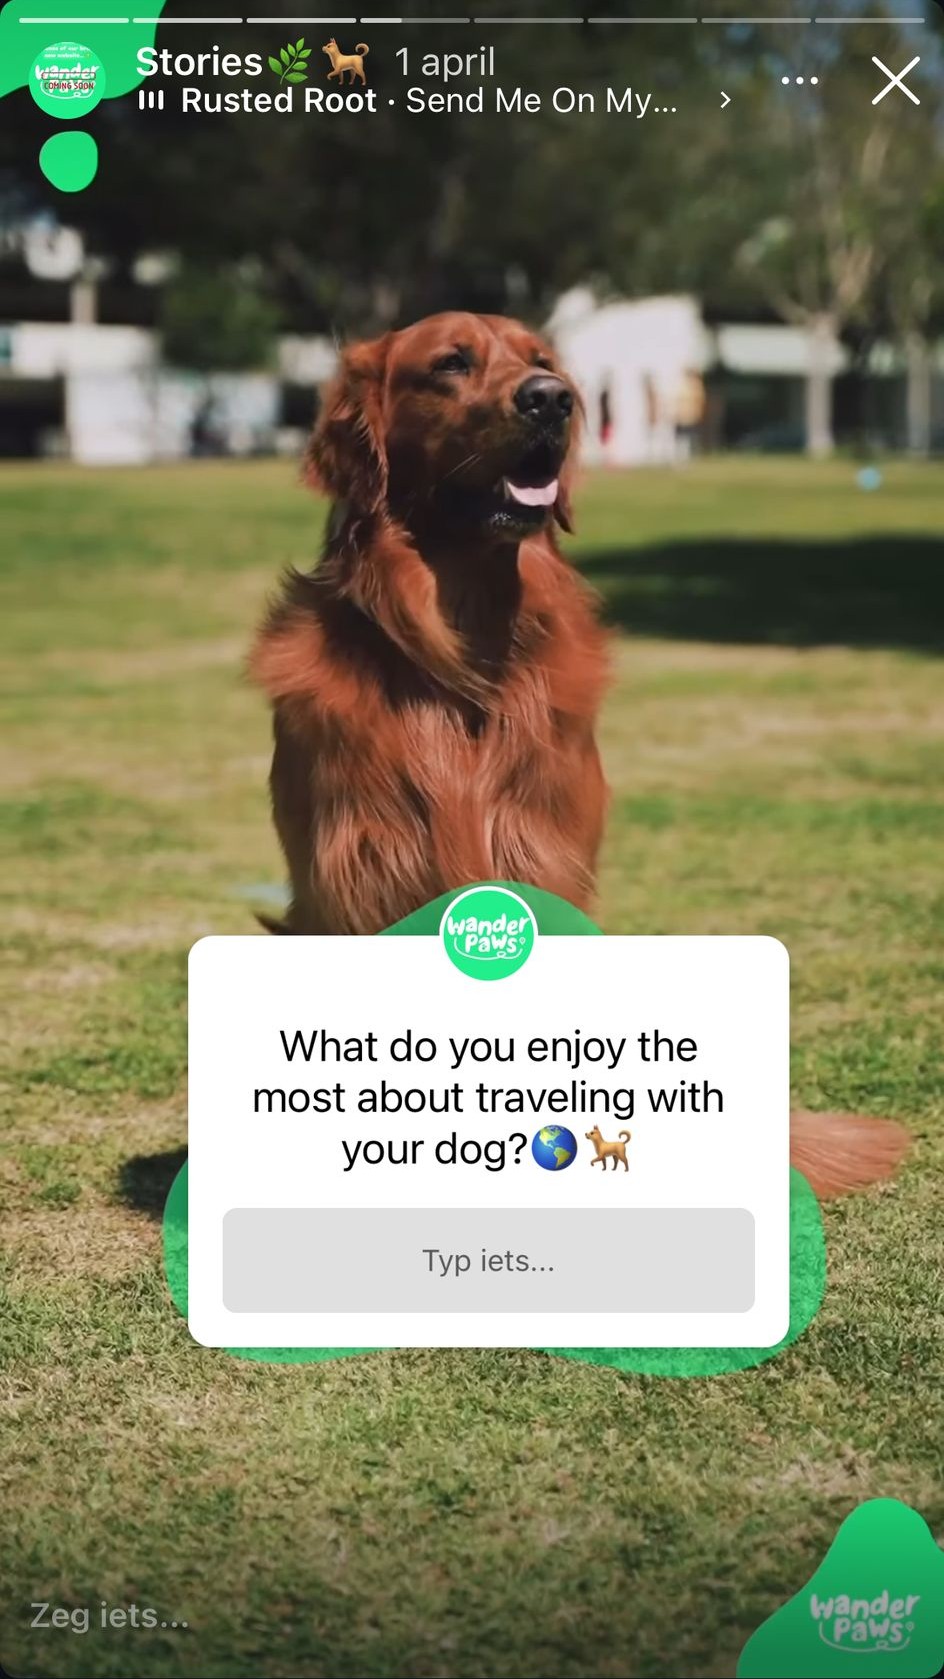 Stories🌿🐕 1 april
Rusted Root · Send Me On My... >
wander
COMING SOON
wander
Paws
What do you enjoy the
most about traveling with
your dog?🌎🐕
Typ iets...
Zeg iets...
wander
Paws